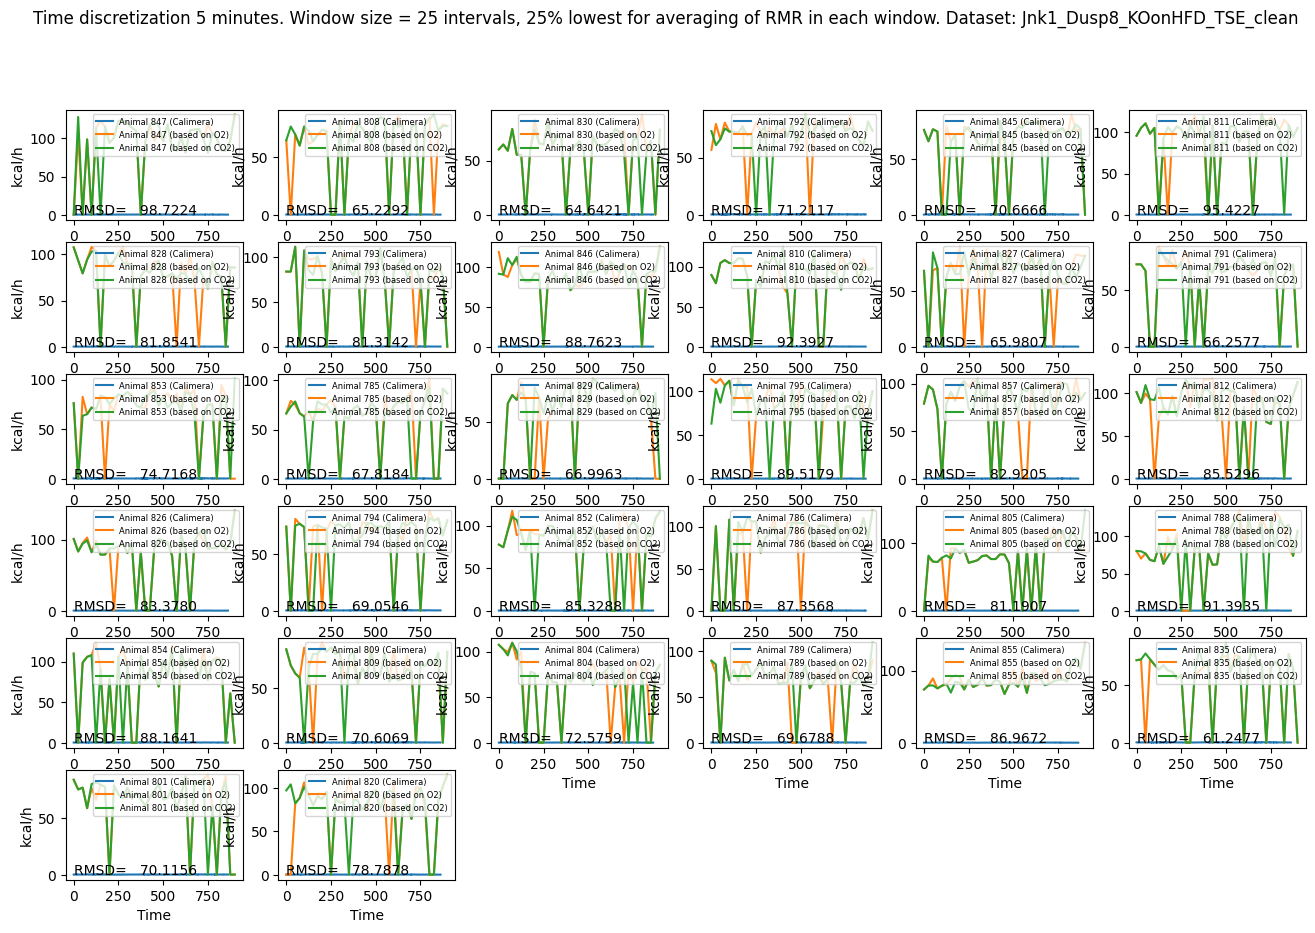 Time discretization 5 minutes. Window size = 25 intervals, 25% lowest for averaging of RMR in each window. Dataset: Jnk1_Dusp8_KOonHFD_TSE_clean
Animal 847 (Calimera)
Animal 847 (based on O2)
Animal 847 (based on CO2)
RMSD= 98.7224
Animal 808 (Calimera)
Animal 808 (based on O2)
Animal 808 (based on CO2)
RMSD= 65.2292
Animal 830 (Calimera)
Animal 830 (based on O2)
Animal 830 (based on CO2)
RMSD= 64.6421
Animal 792 (Calimera)
Animal 792 (based on O2)
Animal 792 (based on CO2)
RMSD= 71.2117
Animal 845 (Calimera)
Animal 845 (based on O2)
Animal 845 (based on CO2)
RMSD= 70.6666
Animal 811 (Calimera)
Animal 811 (based on O2)
Animal 811 (based on CO2)
RMSD= 95.4227
Animal 828 (Calimera)
Animal 828 (based on O2)
Animal 828 (based on CO2)
RMSD= 81.8541
Animal 793 (Calimera)
Animal 793 (based on O2)
Animal 793 (based on CO2)
RMSD= 81.3142
Animal 846 (Calimera)
Animal 846 (based on O2)
Animal 846 (based on CO2)
RMSD= 88.7623
Animal 810 (Calimera)
Animal 810 (based on O2)
Animal 810 (based on CO2)
RMSD= 92.3927
Animal 827 (Calimera)
Animal 827 (based on O2)
Animal 827 (based on CO2)
RMSD= 65.9807
Animal 791 (Calimera)
Animal 791 (based on O2)
Animal 791 (based on CO2)
RMSD= 66.2577
Animal 853 (Calimera)
Animal 853 (based on O2)
Animal 853 (based on CO2)
RMSD= 74.7168
Animal 785 (Calimera)
Animal 785 (based on O2)
Animal 785 (based on CO2)
RMSD= 67.8184
Animal 829 (Calimera)
Animal 829 (based on O2)
Animal 829 (based on CO2)
RMSD= 66.9963
Animal 795 (Calimera)
Animal 795 (based on O2)
Animal 795 (based on CO2)
RMSD= 89.5179
Animal 857 (Calimera)
Animal 857 (based on O2)
Animal 857 (based on CO2)
RMSD= 82.9205
Animal 812 (Calimera)
Animal 812 (based on O2)
Animal 812 (based on CO2)
RMSD= 85.5296
Animal 826 (Calimera)
Animal 826 (based on O2)
Animal 826 (based on CO2)
RMSD= 83.3780
Animal 794 (Calimera)
Animal 794 (based on O2)
Animal 794 (based on CO2)
RMSD= 69.0546
Animal 852 (Calimera)
Animal 852 (based on O2)
Animal 852 (based on CO2)
RMSD= 85.3288
Animal 786 (Calimera)
Animal 786 (based on O2)
Animal 786 (based on CO2)
RMSD= 87.3568
Animal 805 (Calimera)
Animal 805 (based on O2)
Animal 805 (based on CO2)
RMSD= 81.1907
Animal 788 (Calimera)
Animal 788 (based on O2)
Animal 788 (based on CO2)
RMSD= 91.3935
Animal 854 (Calimera)
Animal 854 (based on O2)
Animal 854 (based on CO2)
RMSD= 88.1641
Animal 809 (Calimera)
Animal 809 (based on O2)
Animal 809 (based on CO2)
RMSD= 70.6069
Animal 804 (Calimera)
Animal 804 (based on O2)
Animal 804 (based on CO2)
RMSD= 72.5759
Animal 789 (Calimera)
Animal 789 (based on O2)
Animal 789 (based on CO2)
RMSD= 69.6788
Animal 855 (Calimera)
Animal 855 (based on O2)
Animal 855 (based on CO2)
RMSD= 86.9672
Animal 835 (Calimera)
Animal 835 (based on O2)
Animal 835 (based on CO2)
RMSD= 61.2477
Time
Time
Time
Time
Animal 801 (Calimera)
Animal 801 (based on O2)
Animal 801 (based on CO2)
RMSD= 70.1156
Animal 820 (Calimera)
Animal 820 (based on O2)
Animal 820 (based on CO2)
RMSD= 78.7878
kcal/h
0 250 500 750
Time
0 250 500 750
Time